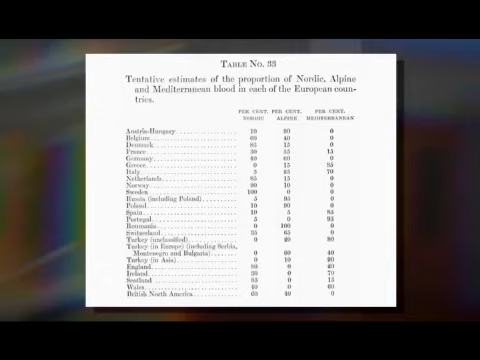 TABLE No. 33
Tentative estimates of the proportion of Nordic, Alpine
and Mediterranean blood in each of the European coun-
tries.
PER CENT. PER CENT. PER CENT.
NORDIC ALPINE MEDITERRANEAN
Austria-Hungary 10 90 0
Belgium 60 40 0
Denmark 85 15 0
France 30 55 15
Germany 40 60 0
Greece 0 15 85
Italy 5 25 70
Netherlands 85 15 0
Norway 90 10 0
Sweden 100 0 0
Russia (including Poland) 5 95 0
Poland 10 90 0
Spain 10 5 85
Portugal 5 0 95
Roumania 0 100 0
Switzerland 35 65 0
Turkey (unclassified) 0 20 80
Turkey (in Europe) (including Serbia,
Montenegro and Bulgaria) 0 60 40
Turkey (in Asia) 0 10 90
England 80 0 20
Ireland 30 0 70
Scotland 85 0 15
Wales 40 0 60
British North America 60 40 0